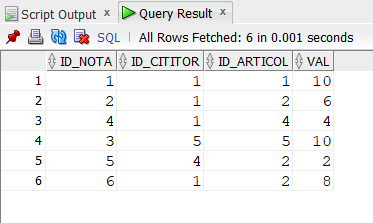 Script Output × Query Result ×
SQL | All Rows Fetched: 6 in 0.001 seconds
ID_NOTA ID_CITITOR ID_ARTICOL VAL
1 1 1 1 10
2 2 1 2 6
3 4 1 4 4
4 3 5 5 10
5 5 4 2 2
6 6 1 2 8